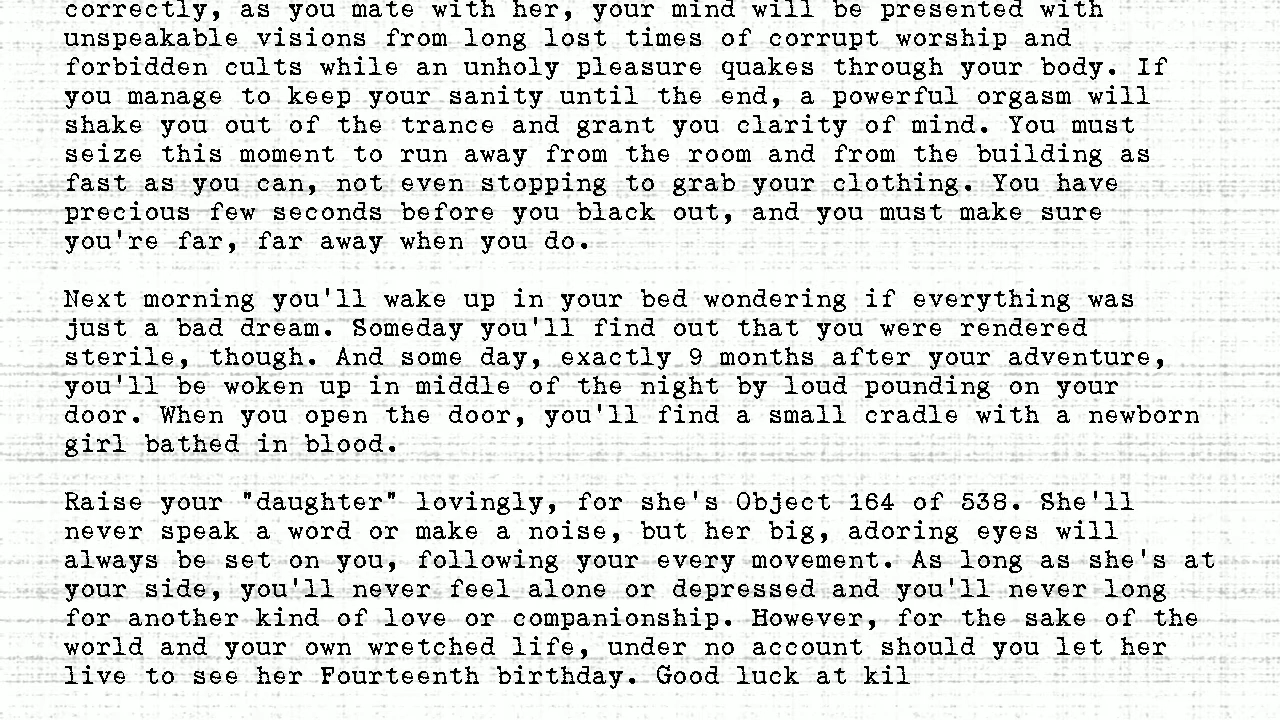 correctly, as you mate with her, your mind will be presented with
unspeakable visions from long lost times of corrupt worship and
forbidden cults while an unholy pleasure quakes through your body. If
you manage to keep your sanity until the end, a powerful orgasm will
shake you out of the trance and grant you clarity of mind. You must
seize this moment to run away from the room and from the building as
fast as you can, not even stopping to grab your clothing. You have
precious few seconds before you black out, and you must make sure
you're far, far away when you do.
Next morning you'll wake up in your bed wondering if everything was
just a bad dream. Someday you'll find out that you were rendered
sterile, though. And some day, exactly 9 months after your adventure,
you'll be woken up in middle of the night by loud pounding on your
door. When you open the door, you'll find a small cradle with a newborn
girl bathed in blood.
Raise your "daughter" lovingly, for she's Object 164 of 538. She'll
never speak a word or make a noise, but her big, adoring eyes will
always be set on you, following your every movement. As long as she's at
your side, you'll never feel alone or depressed and you'll never long
for another kind of love or companionship. However, for the sake of the
world and your own wretched life, under no account should you let her
live to see her Fourteenth birthday. Good luck at kil